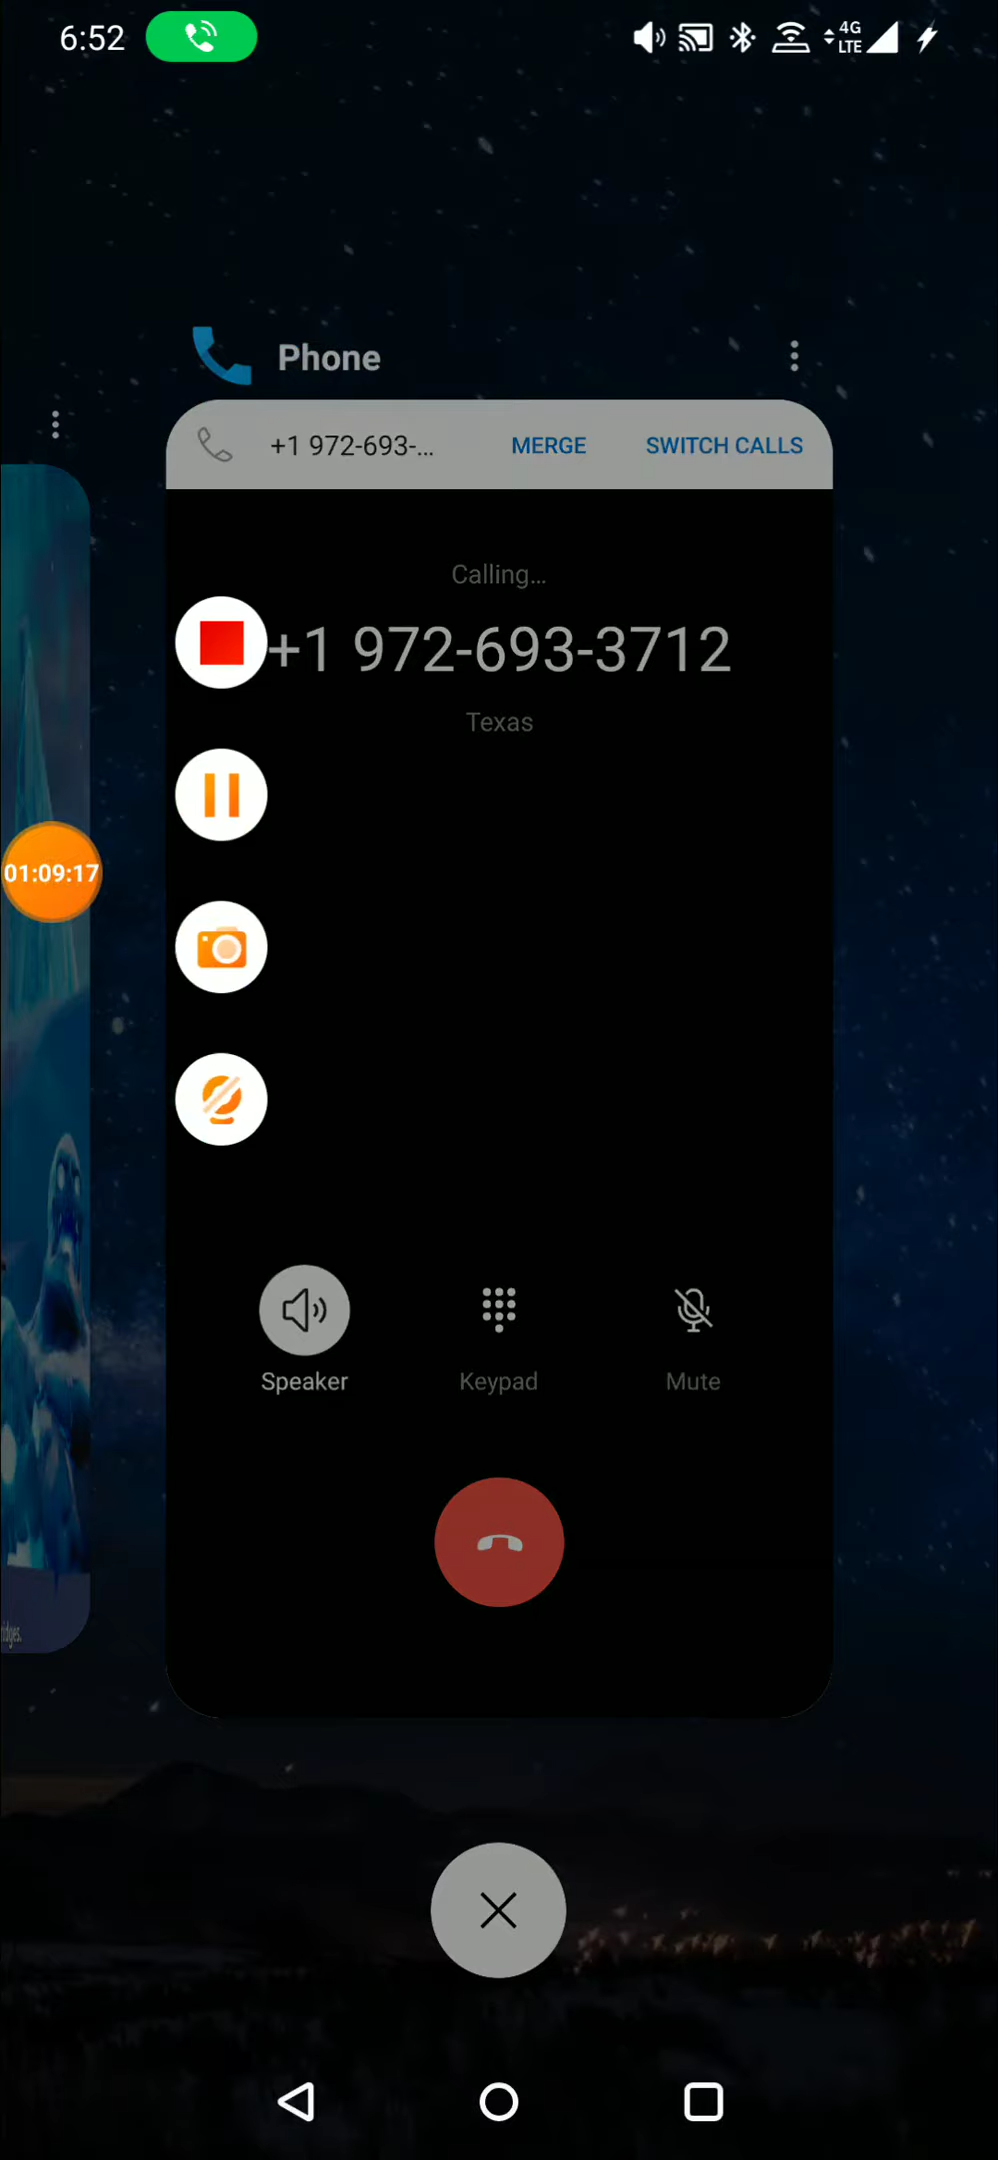 6:52
4G
LTE
Phone
+1 972-693-...
MERGE
SWITCH CALLS
Calling...
+1 972-693-3712
Texas
01:09:17
Speaker
Keypad
Mute